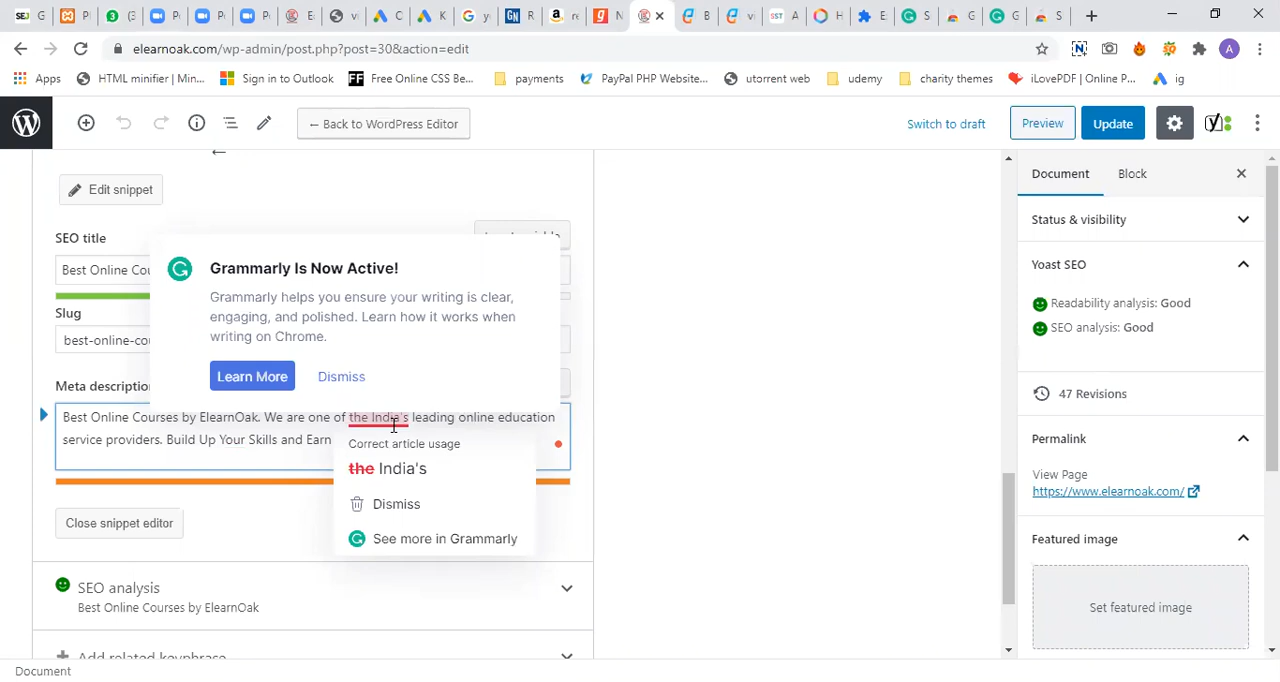 elearnoak.com/wp-admin/post.php?post=30&action=edit
Apps HTML minifier | Min... Sign in to Outlook Free Online CSS Be... payments PayPal PHP Website... utorrent web udemy charity themes iLovePDF | Online P... ig
← Back to WordPress Editor Switch to draft Preview Update
Document Block
Edit snippet
Status & visibility
SEO title
Best Online Cou
Grammarly Is Now Active!
Grammarly helps you ensure your writing is clear,
engaging, and polished. Learn how it works when
writing on Chrome.
Learn More Dismiss
Slug
best-online-cou
Meta description
Best Online Courses by ElearnOak. We are one of the India's leading online education
service providers. Build Up Your Skills and Earn
Correct article usage
the India's
Dismiss
See more in Grammarly
Close snippet editor
SEO analysis
Best Online Courses by ElearnOak
Add related keyphrase
Yoast SEO
Readability analysis: Good
SEO analysis: Good
47 Revisions
Permalink
View Page
https://www.elearnoak.com/
Featured image
Set featured image
Document